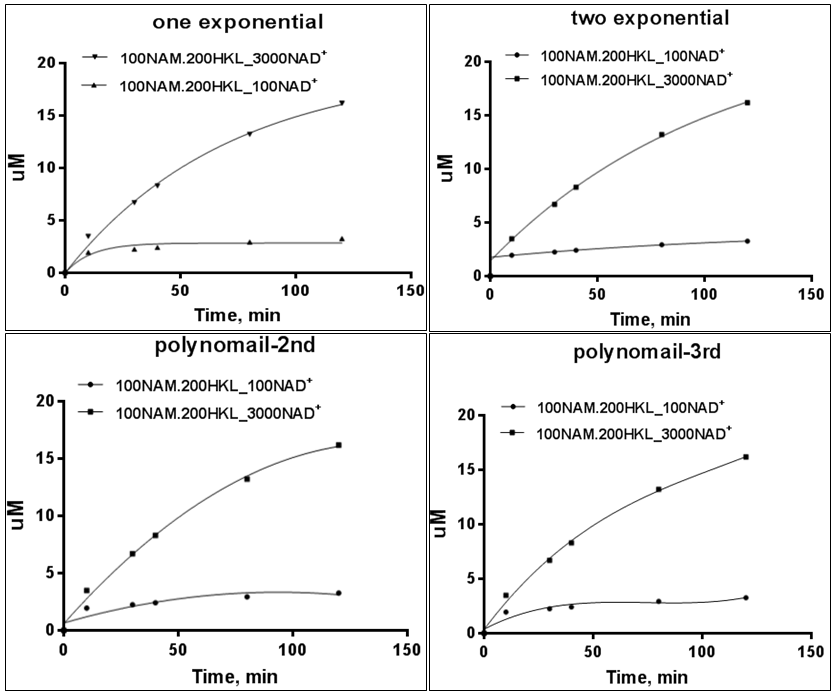 one exponential
100NAM.200HKL_3000NAD+
100NAM.200HKL_100NAD+
20
15
10
5
0
uM
0 50 100 150
Time, min
two exponential
100NAM.200HKL_100NAD+
100NAM.200HKL_3000NAD+
20
15
10
5
0
uM
0 50 100 150
Time, min
polynomail-2nd
100NAM.200HKL_100NAD+
100NAM.200HKL_3000NAD+
20
15
10
5
0
uM
0 50 100 150
Time, min
polynomail-3rd
100NAM.200HKL_100NAD+
100NAM.200HKL_3000NAD+
20
15
10
5
0
uM
0 50 100 150
Time, min